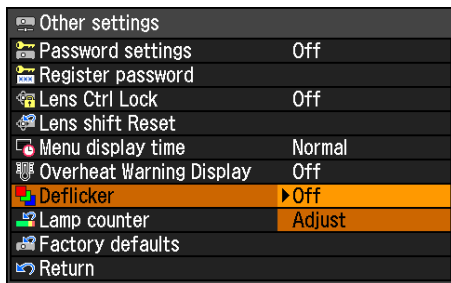 Other settings
Password settings Off
Register password
Lens Ctrl Lock Off
Lens shift Reset
Menu display time Normal
Overheat Warning Display Off
Deflicker Off
Lamp counter Adjust
Factory defaults
Return